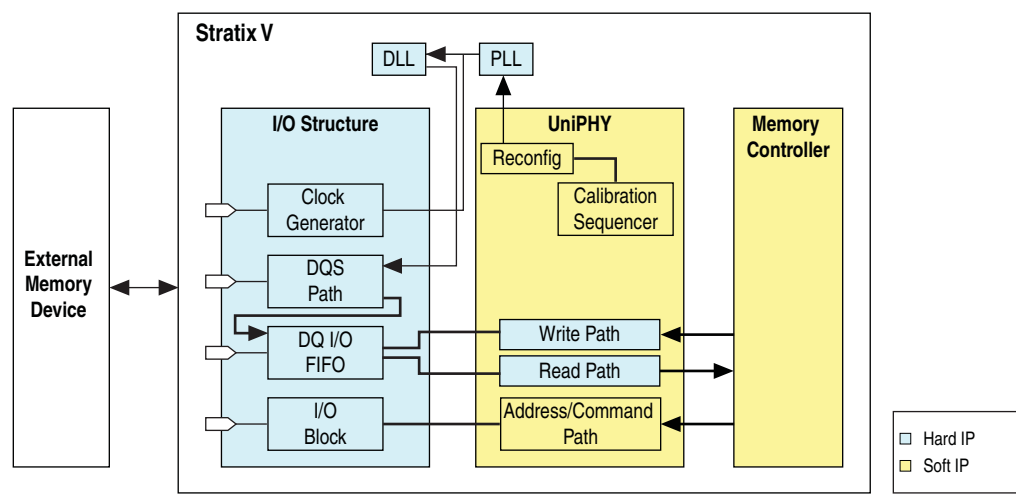 Stratix V
DLL
PLL
I/O Structure
UniPHY
Memory
Controller
Reconfig
Calibration
Sequencer
Clock
Generator
External
Memory
Device
DQS
Path
DQ I/O
FIFO
Write Path
Read Path
I/O
Block
Address/Command
Path
Hard IP
Soft IP